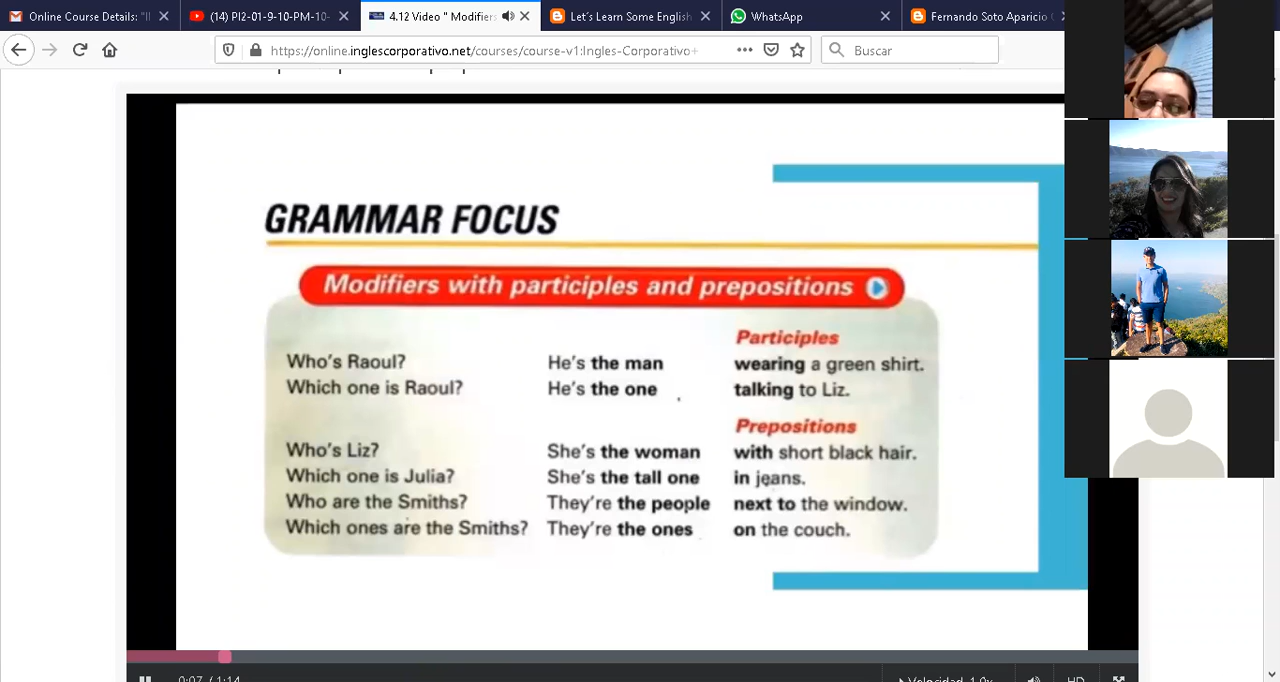 Online Course Details: "II
(14) PI2-01-9-10-PM-10-
4.12 Video " Modifiers
Let's Learn Some English
WhatsApp
Fernando Soto Aparicio
https://online.inglescorporativo.net/courses/course-v1:Ingles-Corporativo+
Buscar
GRAMMAR FOCUS
Modifiers with participles and prepositions
Participles
Who's Raoul? He's the man wearing a green shirt.
Which one is Raoul? He's the one talking to Liz.
Prepositions
Who's Liz? She's the woman with short black hair.
Which one is Julia? She's the tall one in jeans.
Who are the Smiths? They're the people next to the window.
Which ones are the Smiths? They're the ones on the couch.
0:07 / 1:14
Velocidad 1.0x
HD